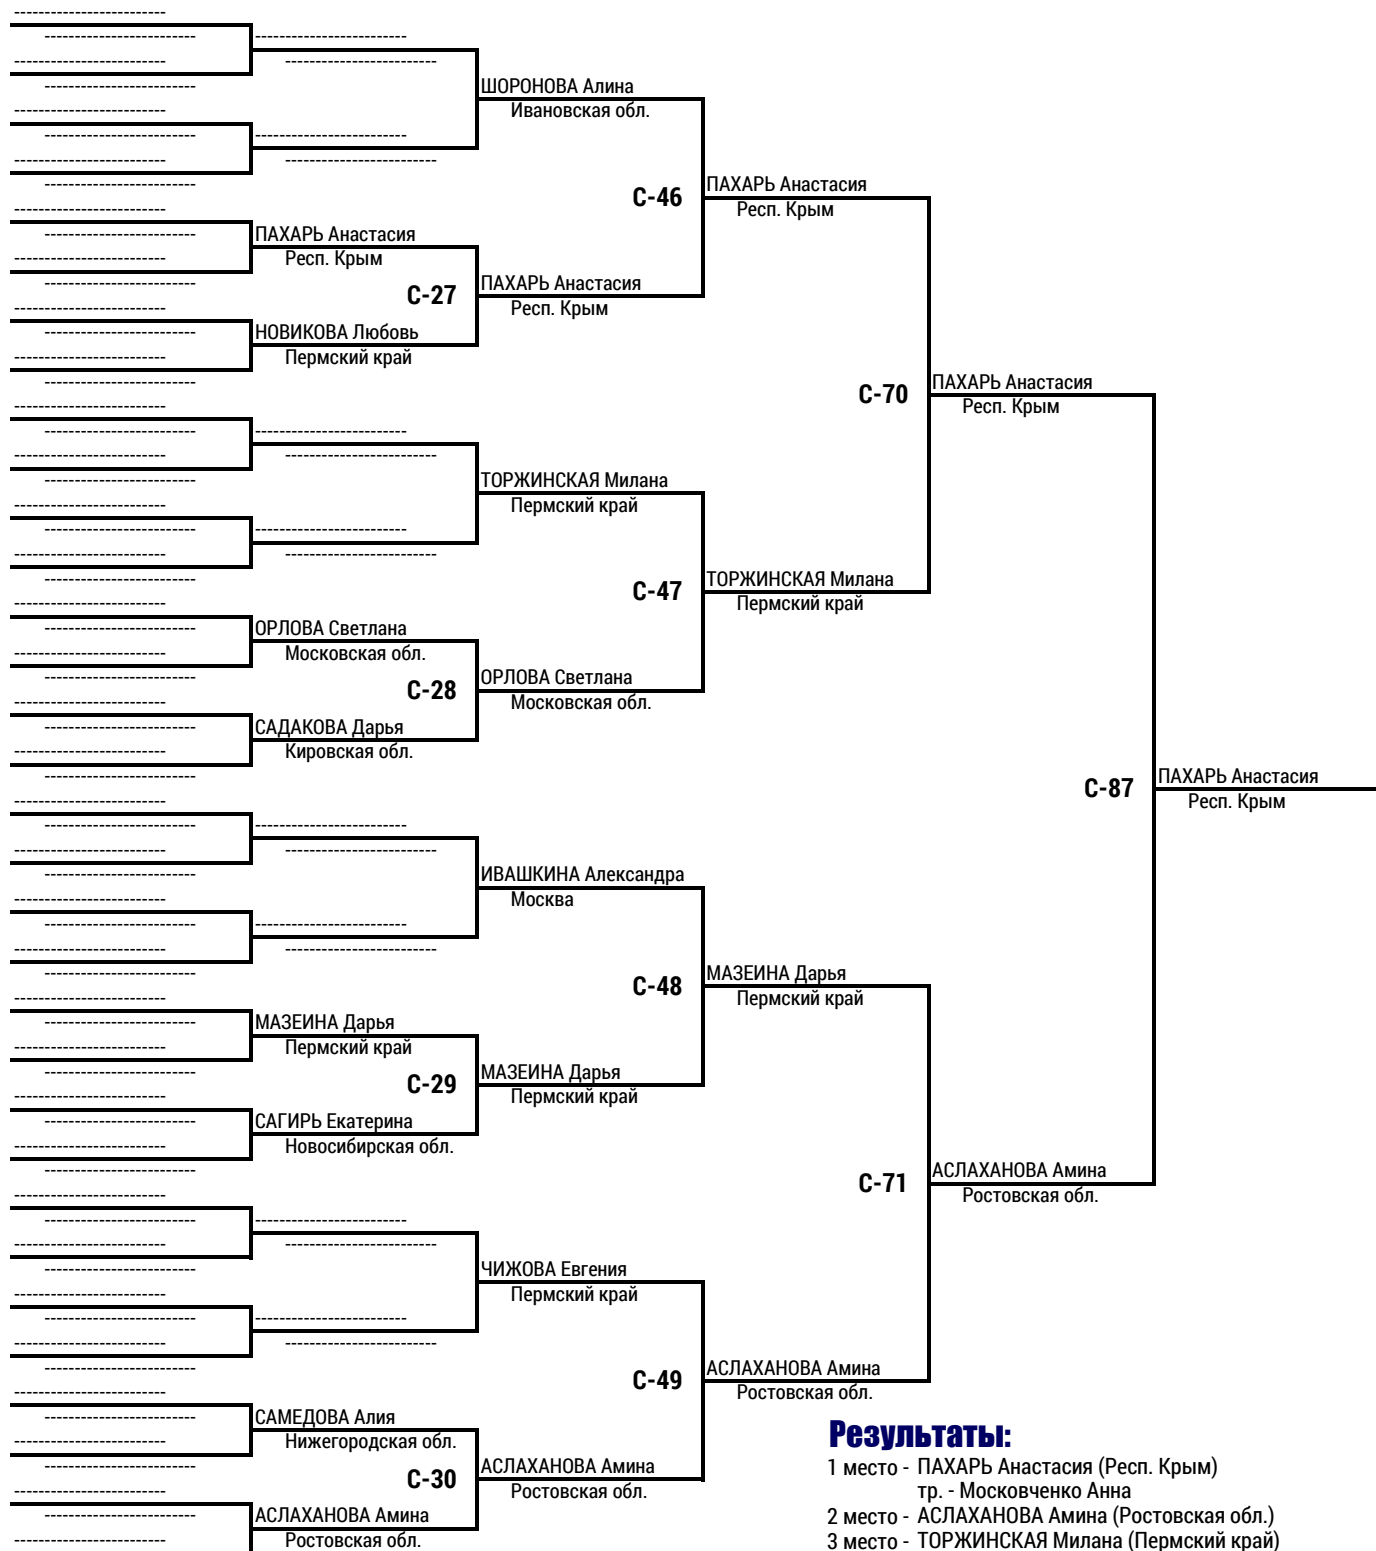 ШОРОНОВА Алина
Ивановская обл.
С-46
ПАХАРЬ Анастасия
Респ. Крым
ПАХАРЬ Анастасия
Респ. Крым
С-27
ПАХАРЬ Анастасия
Респ. Крым
НОВИКОВА Любовь
Пермский край
С-70
ПАХАРЬ Анастасия
Респ. Крым
ТОРЖИНСКАЯ Милана
Пермский край
С-47
ТОРЖИНСКАЯ Милана
Пермский край
ОРЛОВА Светлана
Московская обл.
С-28
ОРЛОВА Светлана
Московская обл.
САДАКОВА Дарья
Кировская обл.
С-87
ПАХАРЬ Анастасия
Респ. Крым
ИВАШКИНА Александра
Москва
С-48
МАЗЕИНА Дарья
Пермский край
МАЗЕИНА Дарья
Пермский край
С-29
МАЗЕИНА Дарья
Пермский край
САГИРЬ Екатерина
Новосибирская обл.
С-71
АСЛАХАНОВА Амина
Ростовская обл.
ЧИЖОВА Евгения
Пермский край
С-49
АСЛАХАНОВА Амина
Ростовская обл.
САМЕДОВА Алия
Нижегородская обл.
С-30
АСЛАХАНОВА Амина
Ростовская обл.
АСЛАХАНОВА Амина
Ростовская обл.
Результаты:
1 место - ПАХАРЬ Анастасия (Респ. Крым)
тр. - Московченко Анна
2 место - АСЛАХАНОВА Амина (Ростовская обл.)
3 место - ТОРЖИНСКАЯ Милана (Пермский край)